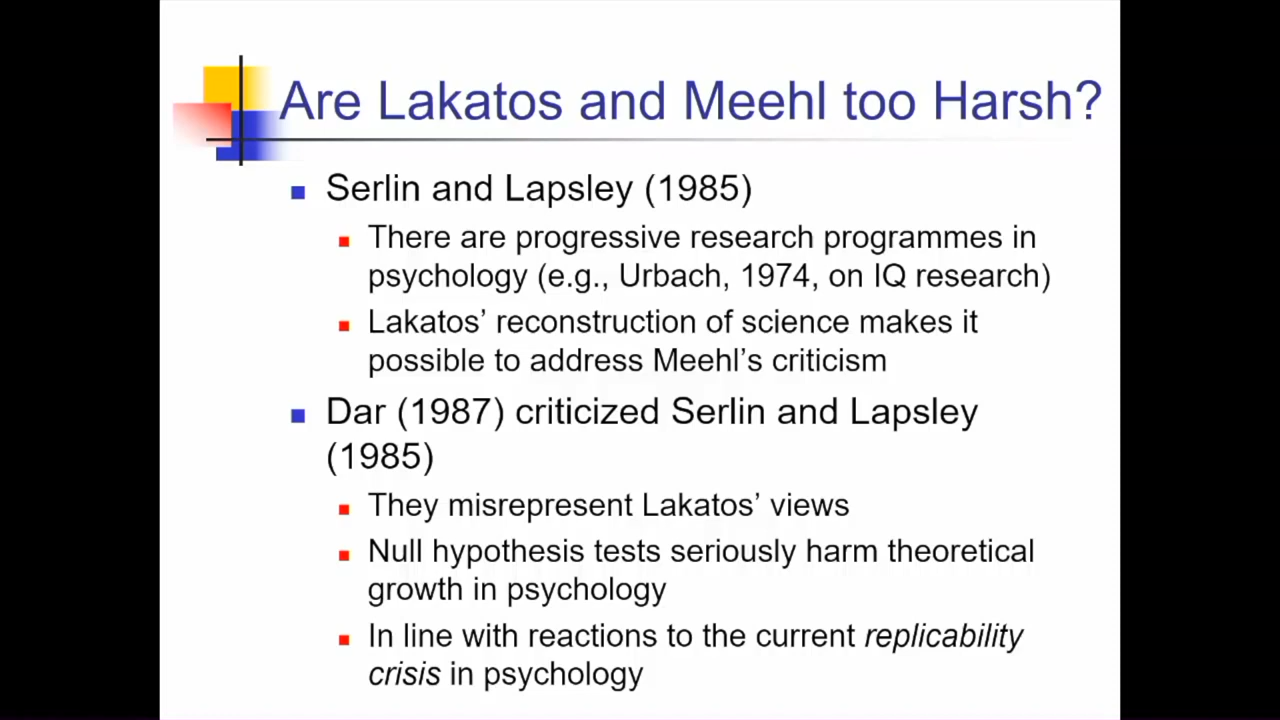 Are Lakatos and Meehl too Harsh?
Serlin and Lapsley (1985)
There are progressive research programmes in
psychology (e.g., Urbach, 1974, on IQ research)
Lakatos’ reconstruction of science makes it
possible to address Meehl’s criticism
Dar (1987) criticized Serlin and Lapsley
(1985)
They misrepresent Lakatos’ views
Null hypothesis tests seriously harm theoretical
growth in psychology
In line with reactions to the current replicability
crisis in psychology